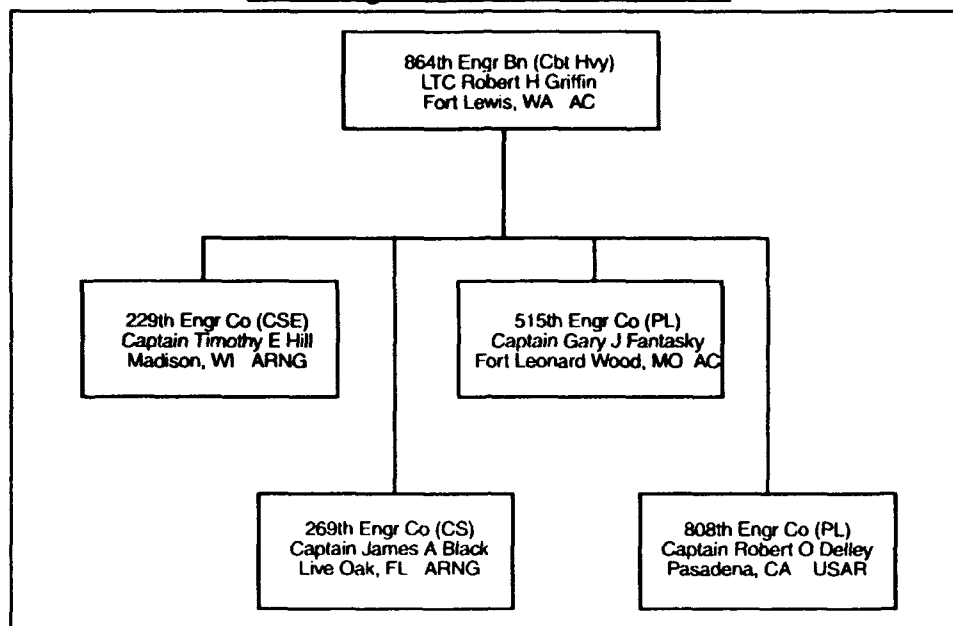 864th Engr Bn (Cbt Hvy)
LTC Robert H Griffin
Fort Lewis, WA AC
229th Engr Co (CSE)
Captain Timothy E Hill
Madison, WI ARNG
515th Engr Co (PL)
Captain Gary J Fantasky
Fort Leonard Wood, MO AC
269th Engr Co (CS)
Captain James A Black
Live Oak, FL ARNG
808th Engr Co (PL)
Captain Robert O Delley
Pasadena, CA USAR